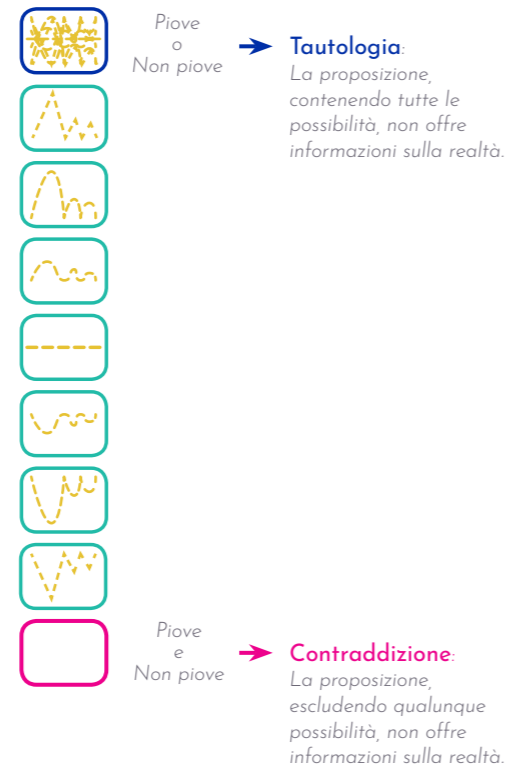 Piove
o
Non piove
Tautologia:
La proposizione,
contenendo tutte le
possibilità, non offre
informazioni sulla realtà.
Piove
e
Non piove
Contraddizione:
La proposizione,
escludendo qualunque
possibilità, non offre
informazioni sulla realtà.